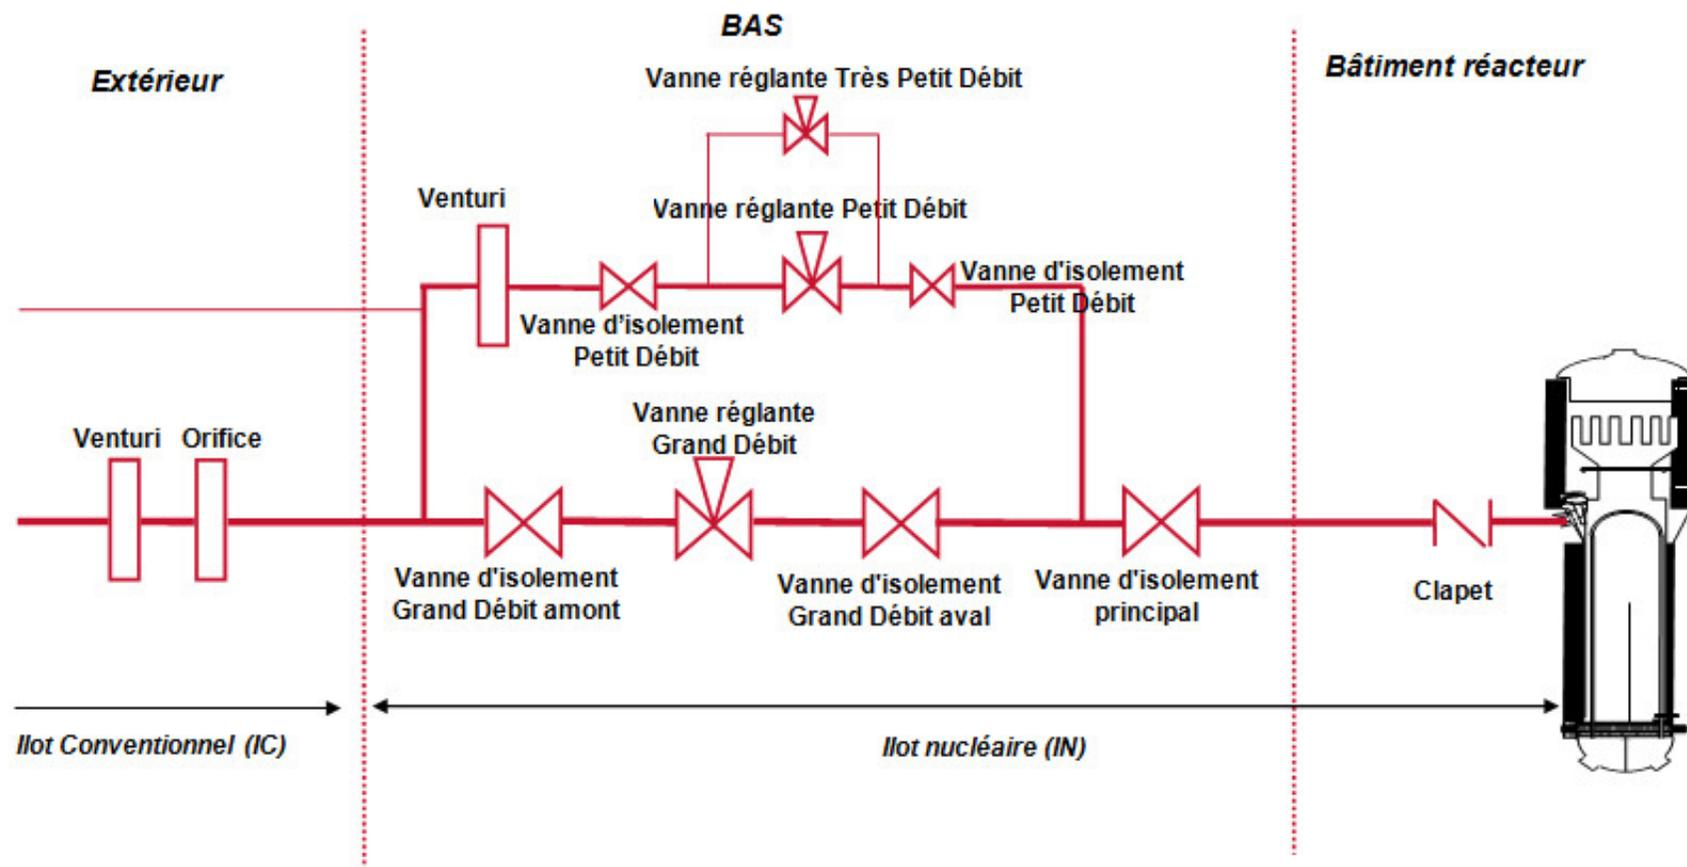 BAS
Extérieur
Bâtiment réacteur
Vanne réglante Très Petit Débit
Venturi
Vanne réglante Petit Débit
Vanne d'isolement
Petit Débit
Vanne d’isolement
Petit Débit
Vanne réglante
Grand Débit
Venturi
Orifice
Vanne d'isolement
Grand Débit amont
Vanne d'isolement
Grand Débit aval
Vanne d'isolement
principal
Clapet
Ilot Conventionnel (IC)
Ilot nucléaire (IN)